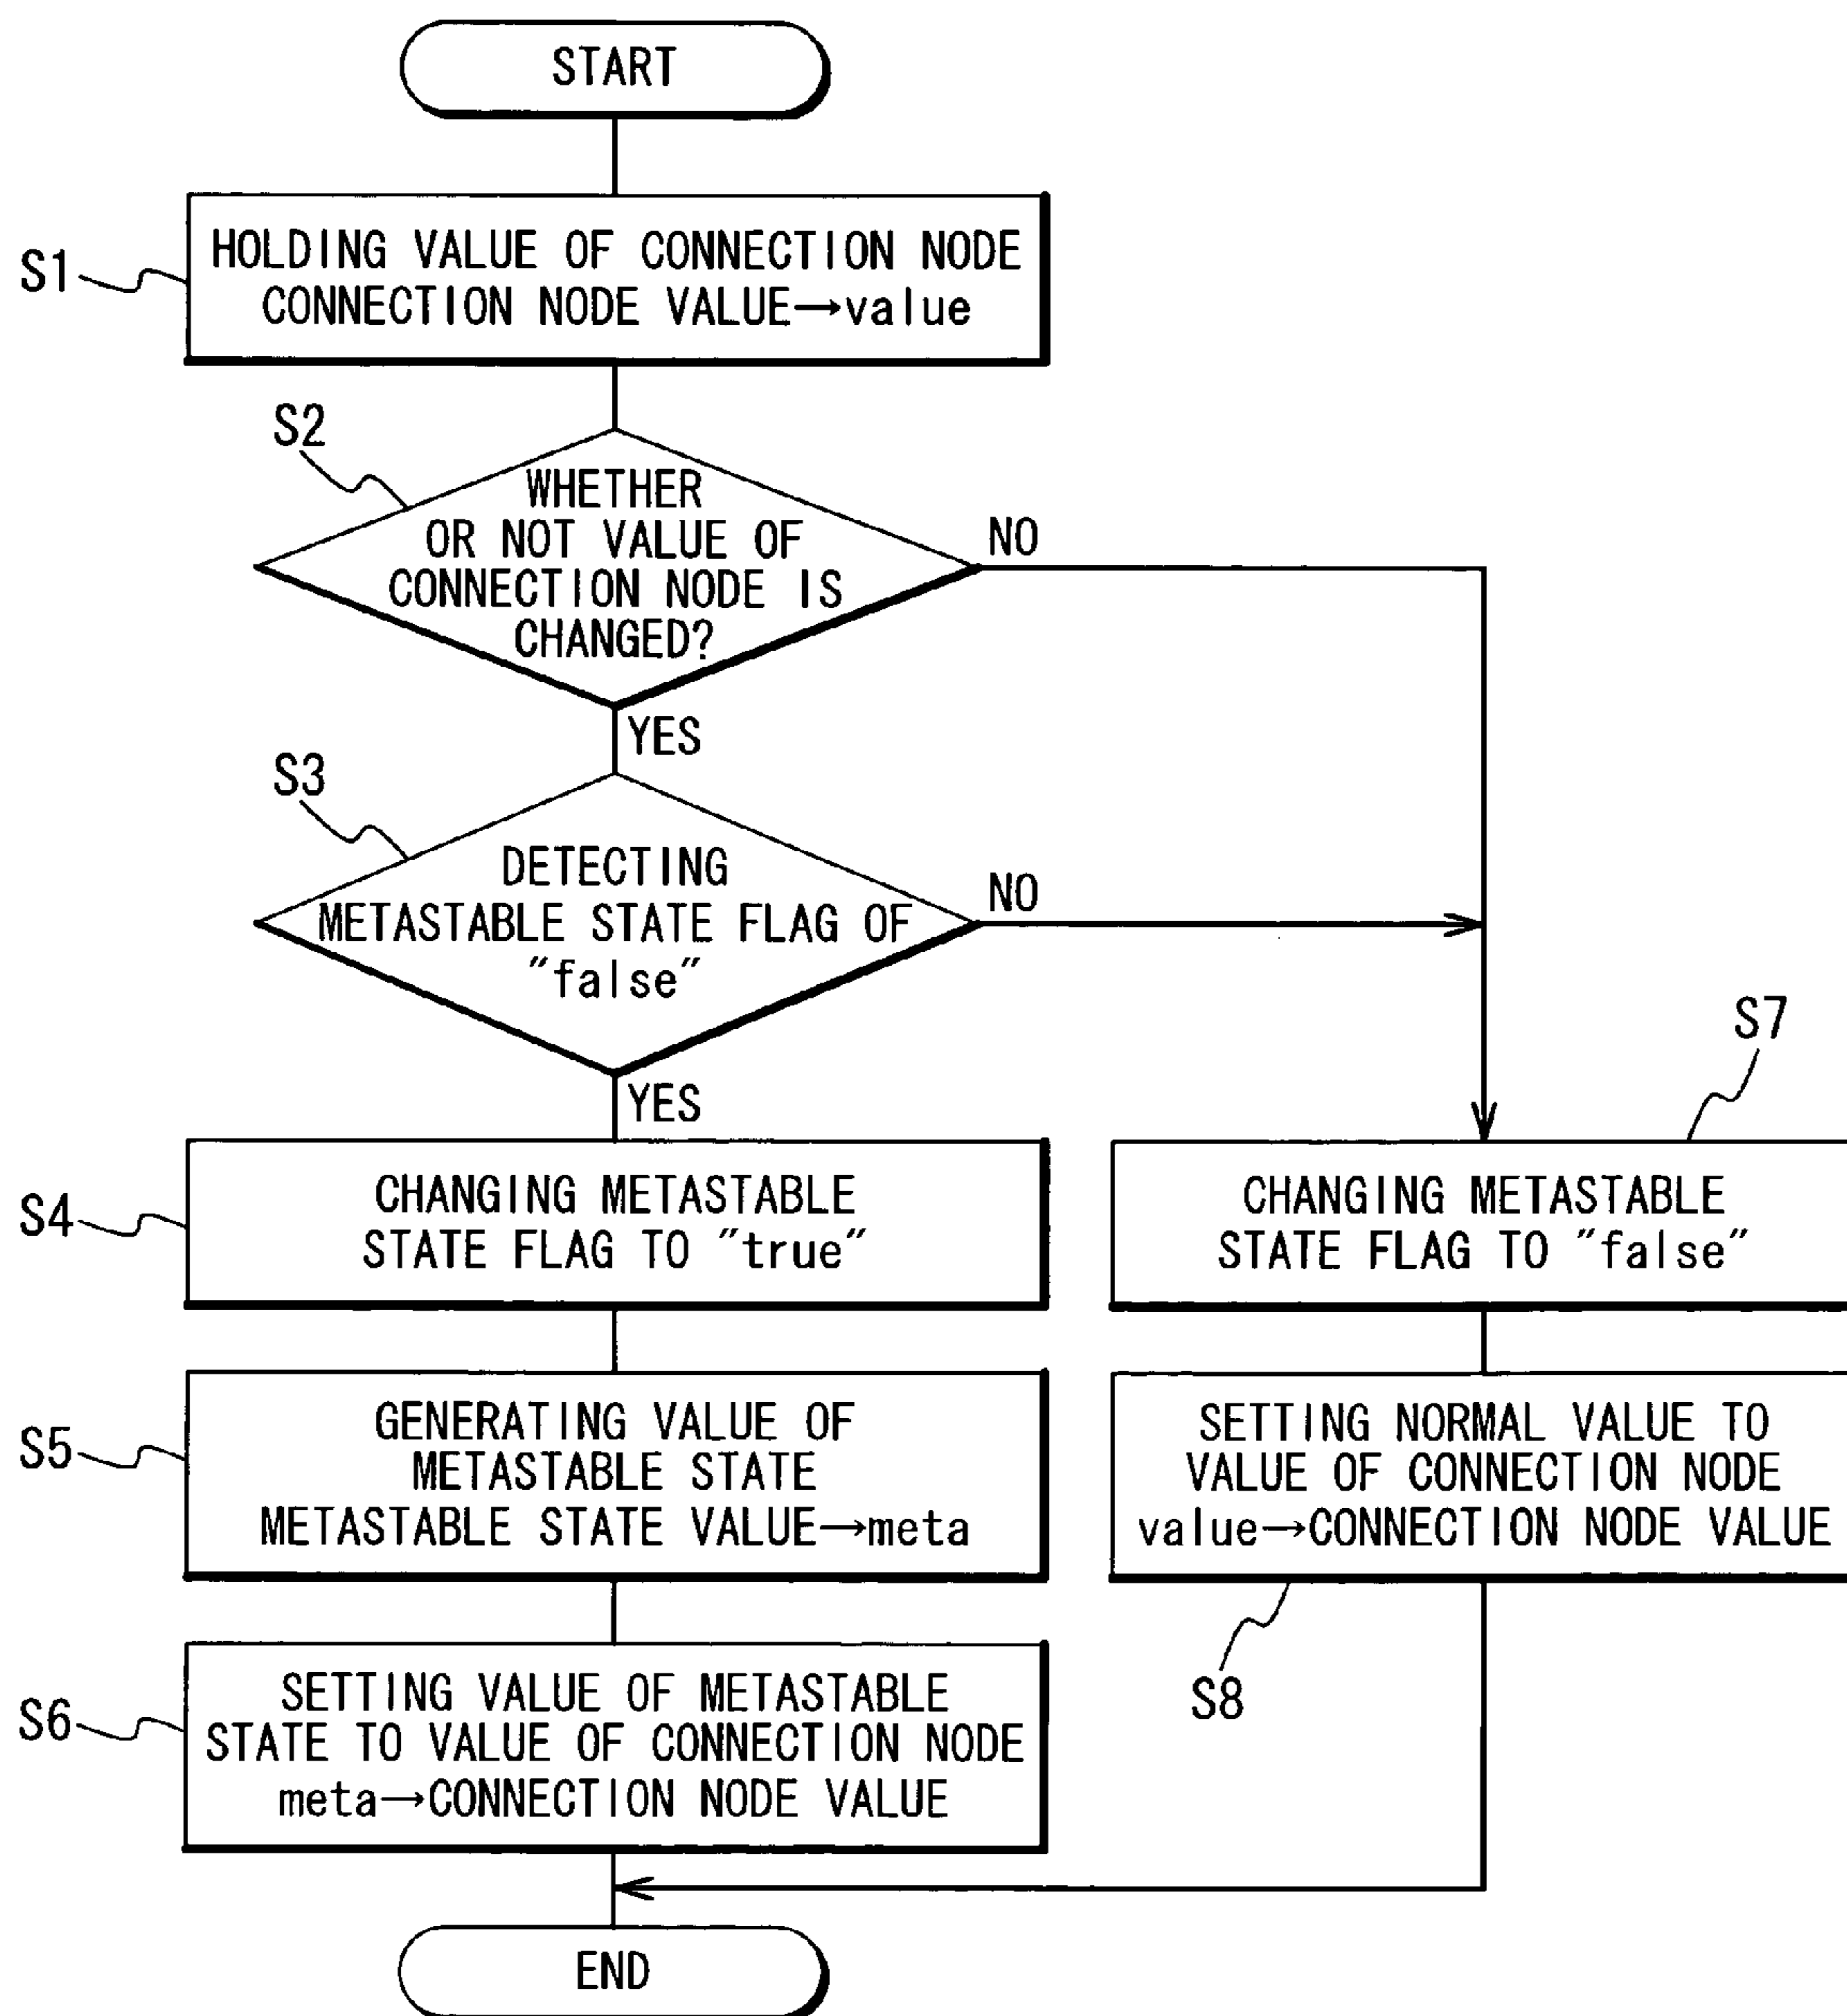 START
S1
HOLDING VALUE OF CONNECTION NODE
CONNECTION NODE VALUE→value
S2
WHETHER
OR NOT VALUE OF
CONNECTION NODE IS
CHANGED?
NO
YES
S3
DETECTING
METASTABLE STATE FLAG OF
"false"
NO
YES
S4
CHANGING METASTABLE
STATE FLAG TO "true"
S7
CHANGING METASTABLE
STATE FLAG TO "false"
S5
GENERATING VALUE OF
METASTABLE STATE
METASTABLE STATE VALUE→meta
SETTING NORMAL VALUE TO
VALUE OF CONNECTION NODE
value→CONNECTION NODE VALUE
S8
S6
SETTING VALUE OF METASTABLE
STATE TO VALUE OF CONNECTION NODE
meta→CONNECTION NODE VALUE
END